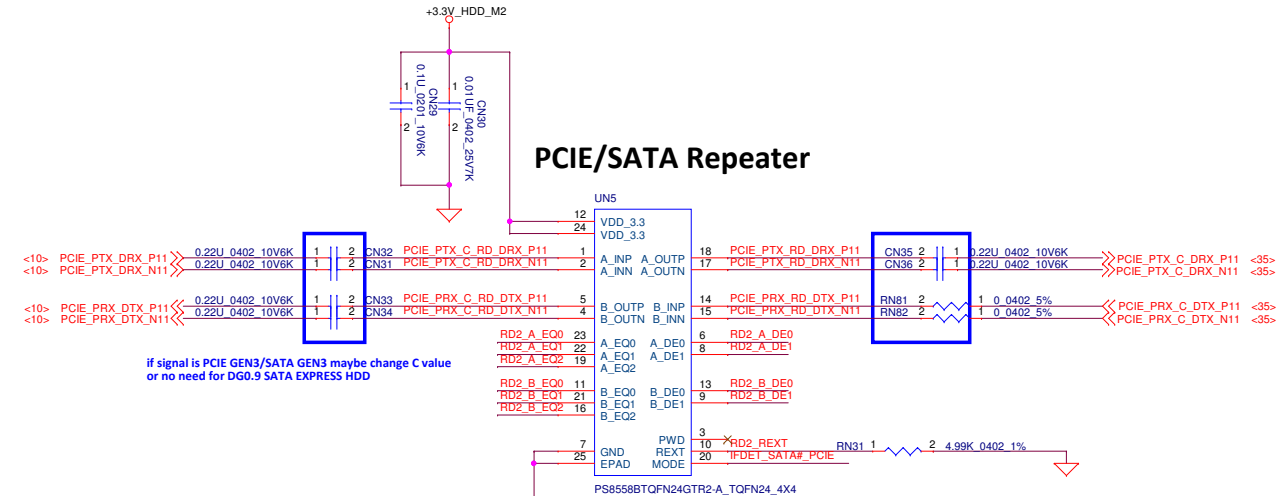 +3.3V_HDD_M2
0.1U_0201_10V6K
CN29
1
2
0.01UF_0402_25V7K
CN30
1
2
PCIE/SATA Repeater
UN5
12 VDD_3.3
24 VDD_3.3
<10> PCIE_PTX_DRX_P11 0.22U_0402_10V6K 1 2 CN32 PCIE_PTX_C_RD_DRX_P11 1 A_INP A_OUTP 18 PCIE_PTX_RD_DRX_P11 CN35 2 1 0.22U_0402_10V6K PCIE_PTX_C_DRX_P11 <35>
<10> PCIE_PTX_DRX_N11 0.22U_0402_10V6K 1 2 CN31 PCIE_PTX_C_RD_DRX_N11 2 A_INN A_OUTN 17 PCIE_PTX_RD_DRX_N11 CN36 2 1 0.22U_0402_10V6K PCIE_PTX_C_DRX_N11 <35>
<10> PCIE_PRX_DTX_P11 0.22U_0402_10V6K 1 2 CN33 PCIE_PRX_C_RD_DTX_P11 5 B_OUTP B_INP 14 PCIE_PRX_RD_DTX_P11 RN81 2 1 0_0402_5% PCIE_PRX_C_DTX_P11 <35>
<10> PCIE_PRX_DTX_N11 0.22U_0402_10V6K 1 2 CN34 PCIE_PRX_C_RD_DTX_N11 4 B_OUTN B_INN 15 PCIE_PRX_RD_DTX_N11 RN82 2 1 0_0402_5% PCIE_PRX_C_DTX_N11 <35>
RD2_A_EQ0 23 A_EQ0 A_DE0 6 RD2_A_DE0
RD2_A_EQ1 22 A_EQ1 A_DE1 8 RD2_A_DE1
RD2_A_EQ2 19 A_EQ2
if signal is PCIE GEN3/SATA GEN3 maybe change C value
or no need for DG0.9 SATA EXPRESS HDD
RD2_B_EQ0 11 B_EQ0 B_DE0 13 RD2_B_DE0
RD2_B_EQ1 21 B_EQ1 B_DE1 9 RD2_B_DE1
RD2_B_EQ2 16 B_EQ2
PWD 3
7 GND REXT 10 RD2_REXT RN31 1 2 4.99K_0402_1%
25 EPAD MODE 20 IFDET_SATA#_PCIE
PS8558BTQFN24GTR2-A_TQFN24_4X4